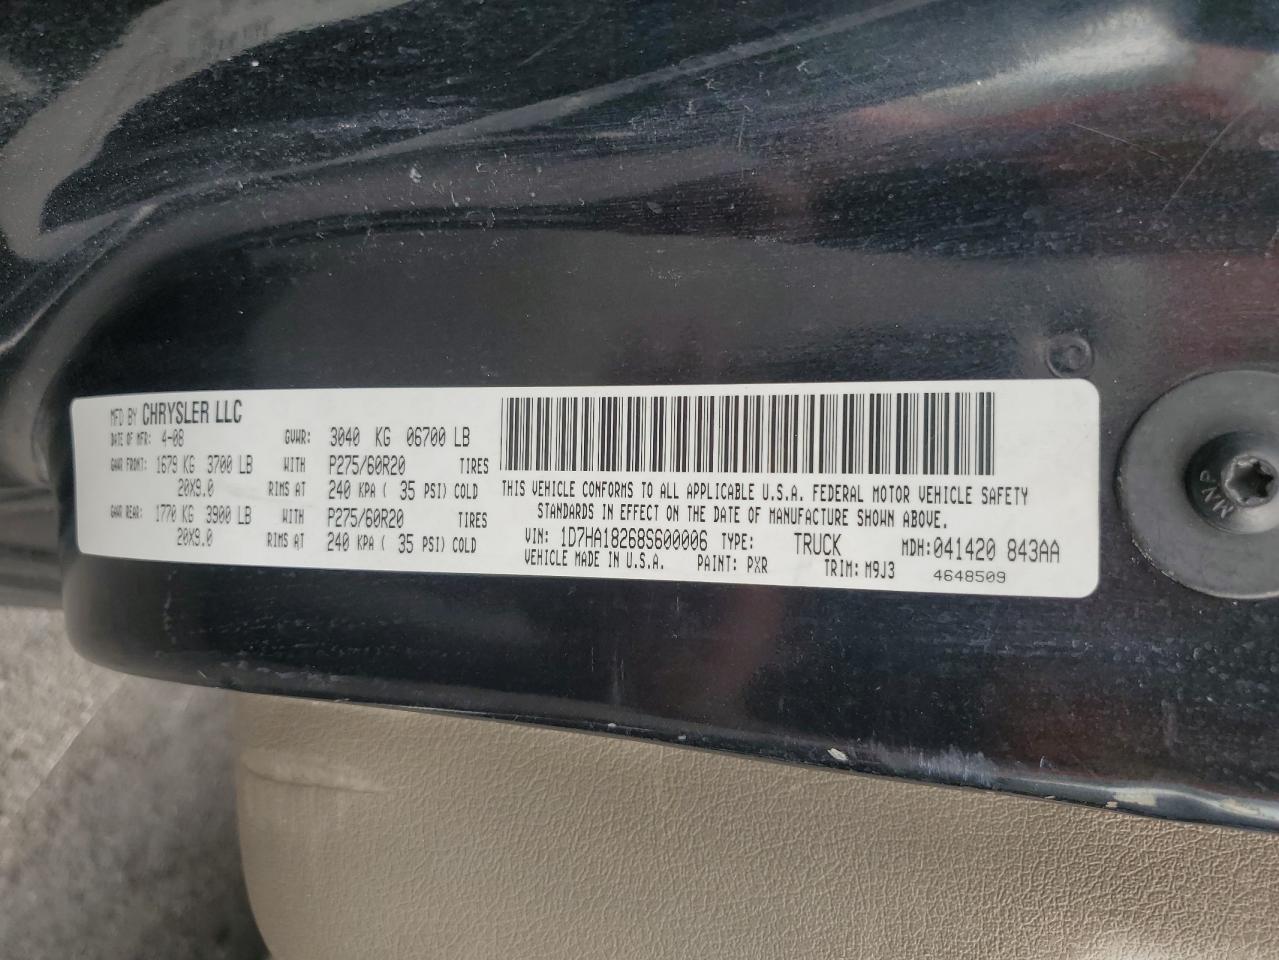 MFD BY CHRYSLER LLC
DATE OF MFR: 4-08 GVWR: 3040 KG 06700 LB
GAWR FRONT: 1679 KG 3700 LB WITH P275/60R20 TIRES
20X9.0 RIMS AT 240 KPA ( 35 PSI) COLD
GAWR REAR: 1770 KG 3900 LB WITH P275/60R20 TIRES
20X9.0 RIMS AT 240 KPA ( 35 PSI) COLD
THIS VEHICLE CONFORMS TO ALL APPLICABLE U.S.A. FEDERAL MOTOR VEHICLE SAFETY
STANDARDS IN EFFECT ON THE DATE OF MANUFACTURE SHOWN ABOVE.
VIN: 1D7HA18268S600006 TYPE: TRUCK MDH: 041420 843AA
VEHICLE MADE IN U.S.A. PAINT: PXR TRIM: M9J3 4648509